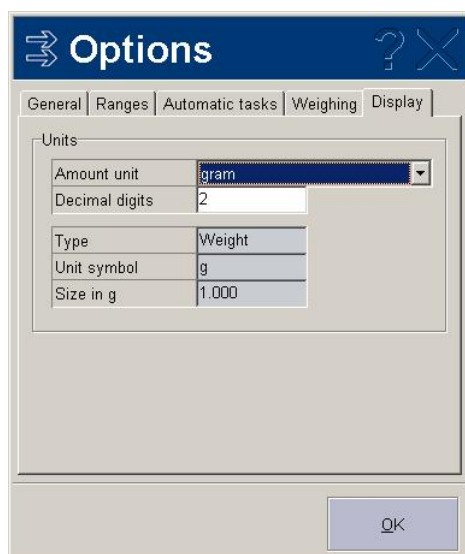 Options
General Ranges Automatic tasks Weighing Display
Units
Amount unit gram
Decimal digits 2
Type Weight
Unit symbol g
Size in g 1.000
OK